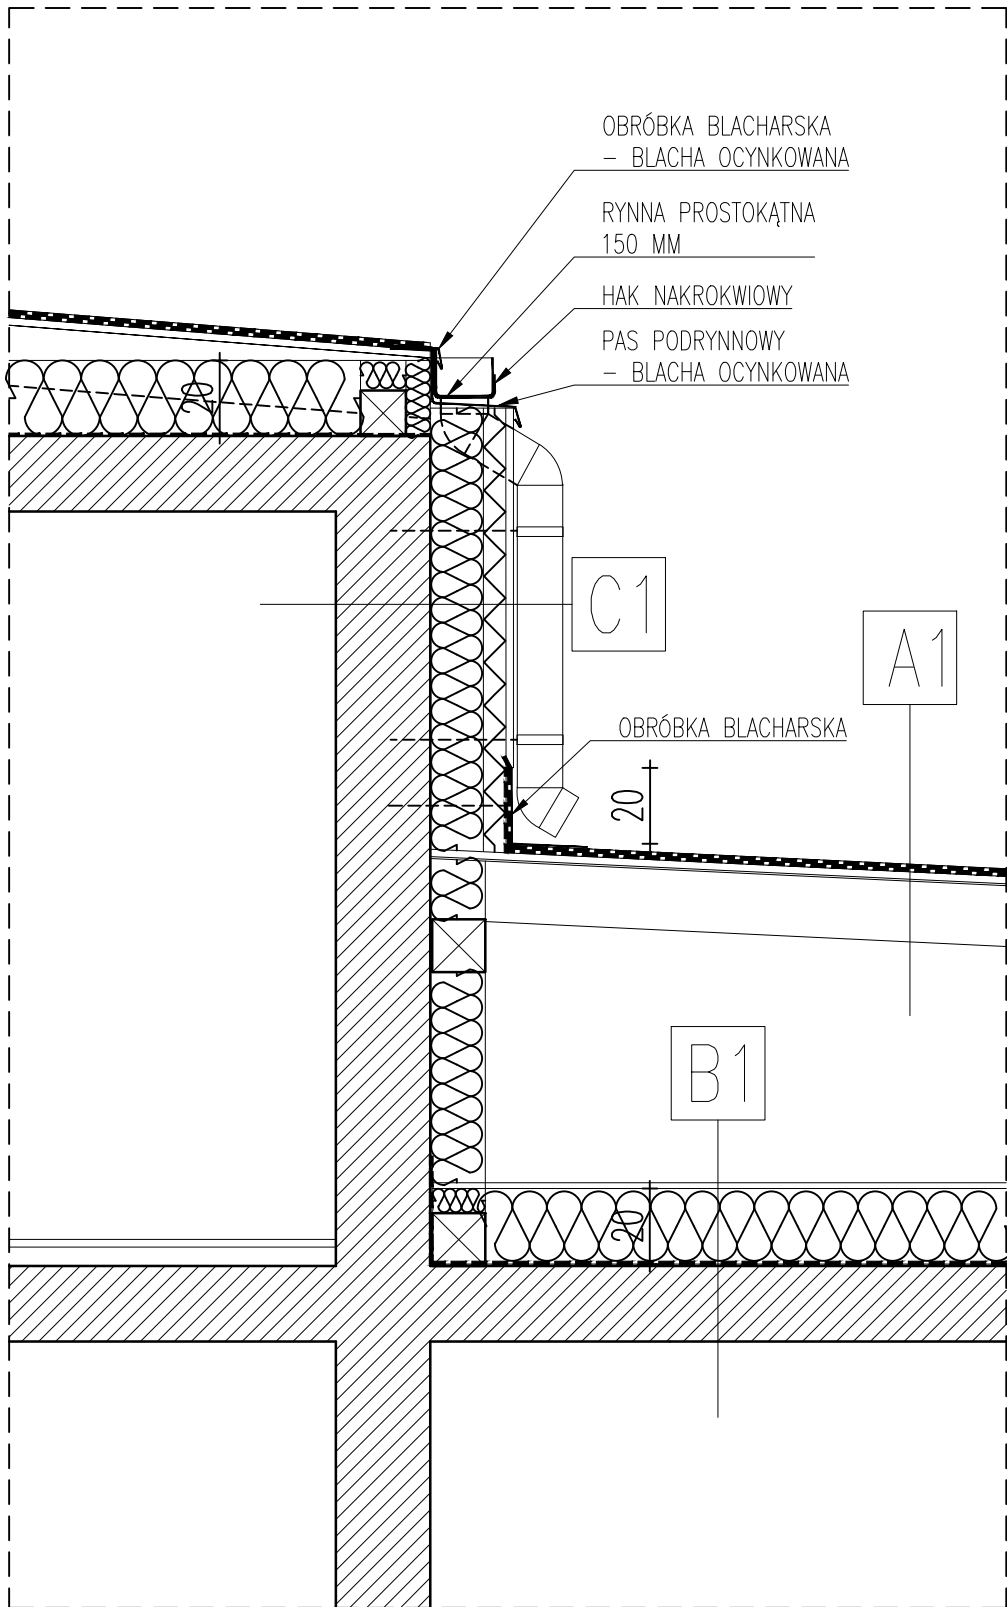 OBRÓBKA BLACHARSKA
– BLACHA OCYNKOWANA
RYNNA PROSTOKĄTNA
150 MM
HAK NAKROKWIOWY
PAS PODRYNNOWY
– BLACHA OCYNKOWANA
20
C1
A1
OBRÓBKA BLACHARSKA
20
B1
20